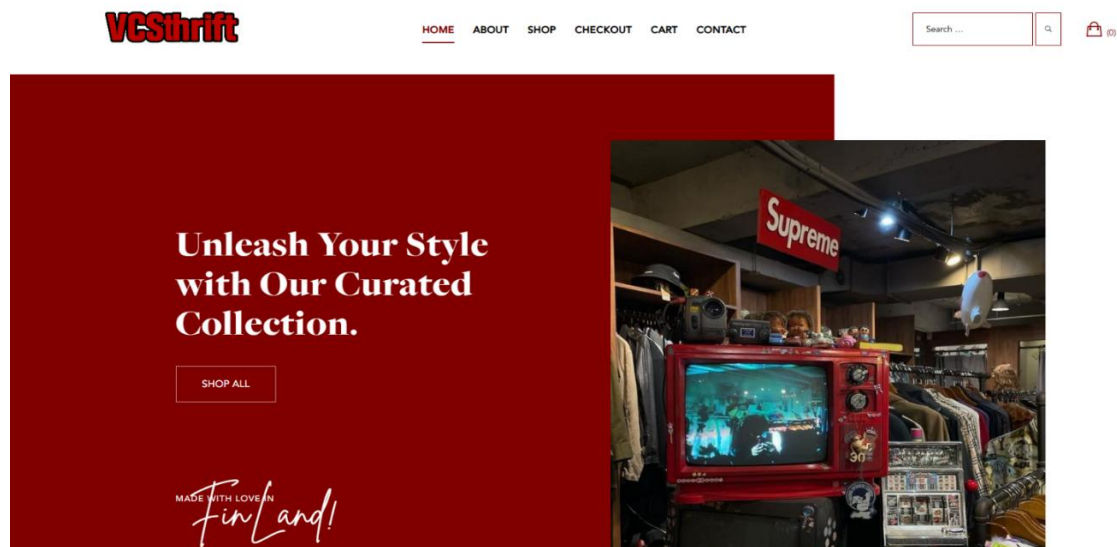 VCSthrift
HOME ABOUT SHOP CHECKOUT CART CONTACT
Search ...
(0)
Unleash Your Style
with Our Curated
Collection.
SHOP ALL
MADE WITH LOVE IN
FinLand!
Supreme
30